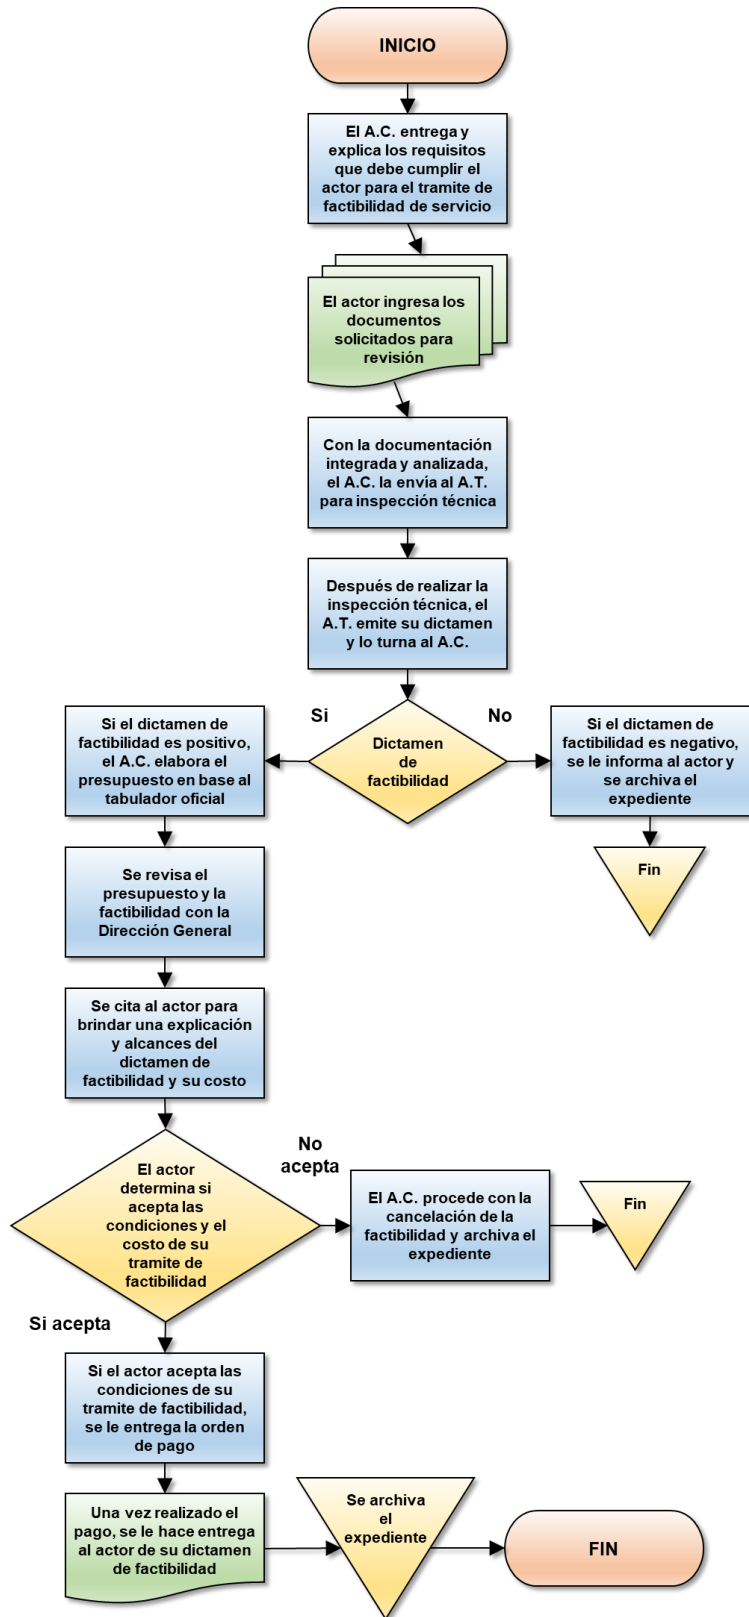 INICIO
El A.C. entrega y
explica los requisitos
que debe cumplir el
actor para el tramite de
factibilidad de servicio
El actor ingresa los
documentos
solicitados para
revisión
Con la documentación
integrada y analizada,
el A.C. la envía al A.T.
para inspección técnica
Después de realizar la
inspección técnica, el
A.T. emite su dictamen
y lo turna al A.C.
Si
No
Dictamen
de
factibilidad
Si el dictamen de
factibilidad es positivo,
el A.C. elabora el
presupuesto en base al
tabulador oficial
Si el dictamen de
factibilidad es negativo,
se le informa al actor y
se archiva el
expediente
Fin
Se revisa el
presupuesto y la
factibilidad con la
Dirección General
Se cita al actor para
brindar una explicación
y alcances del
dictamen de
factibilidad y su costo
El actor
determina si
acepta las
condiciones y el
costo de su
tramite de
factibilidad
No
acepta
El A.C. procede con la
cancelación de la
factibilidad y archiva el
expediente
Fin
Si acepta
Si el actor acepta las
condiciones de su
tramite de factibilidad,
se le entrega la orden
de pago
Una vez realizado el
pago, se le hace entrega
al actor de su dictamen
de factibilidad
Se archiva
el
expediente
FIN